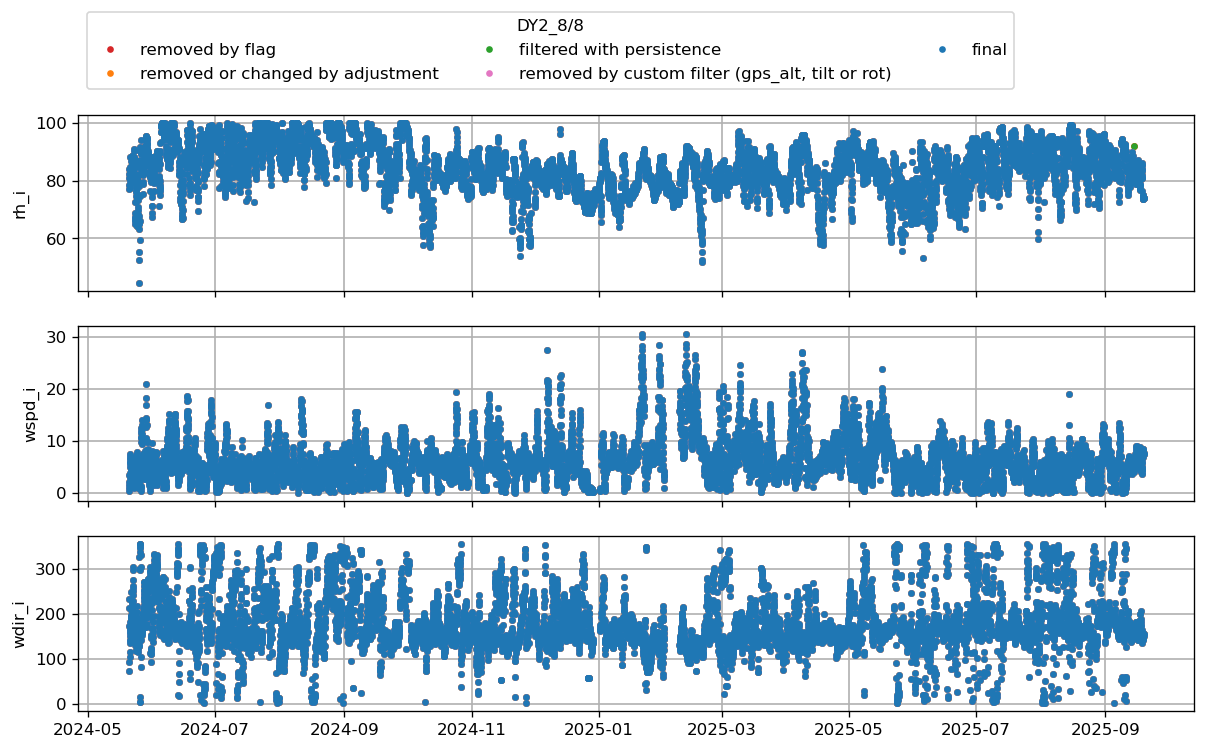 DY2_8/8
removed by flag
filtered with persistence
final
removed or changed by adjustment
removed by custom filter (gps_alt, tilt or rot)
100
80
60
rh_i
30
20
10
0
wspd_i
300
200
100
0
wdir_i
2024-05 2024-07 2024-09 2024-11 2025-01 2025-03 2025-05 2025-07 2025-09